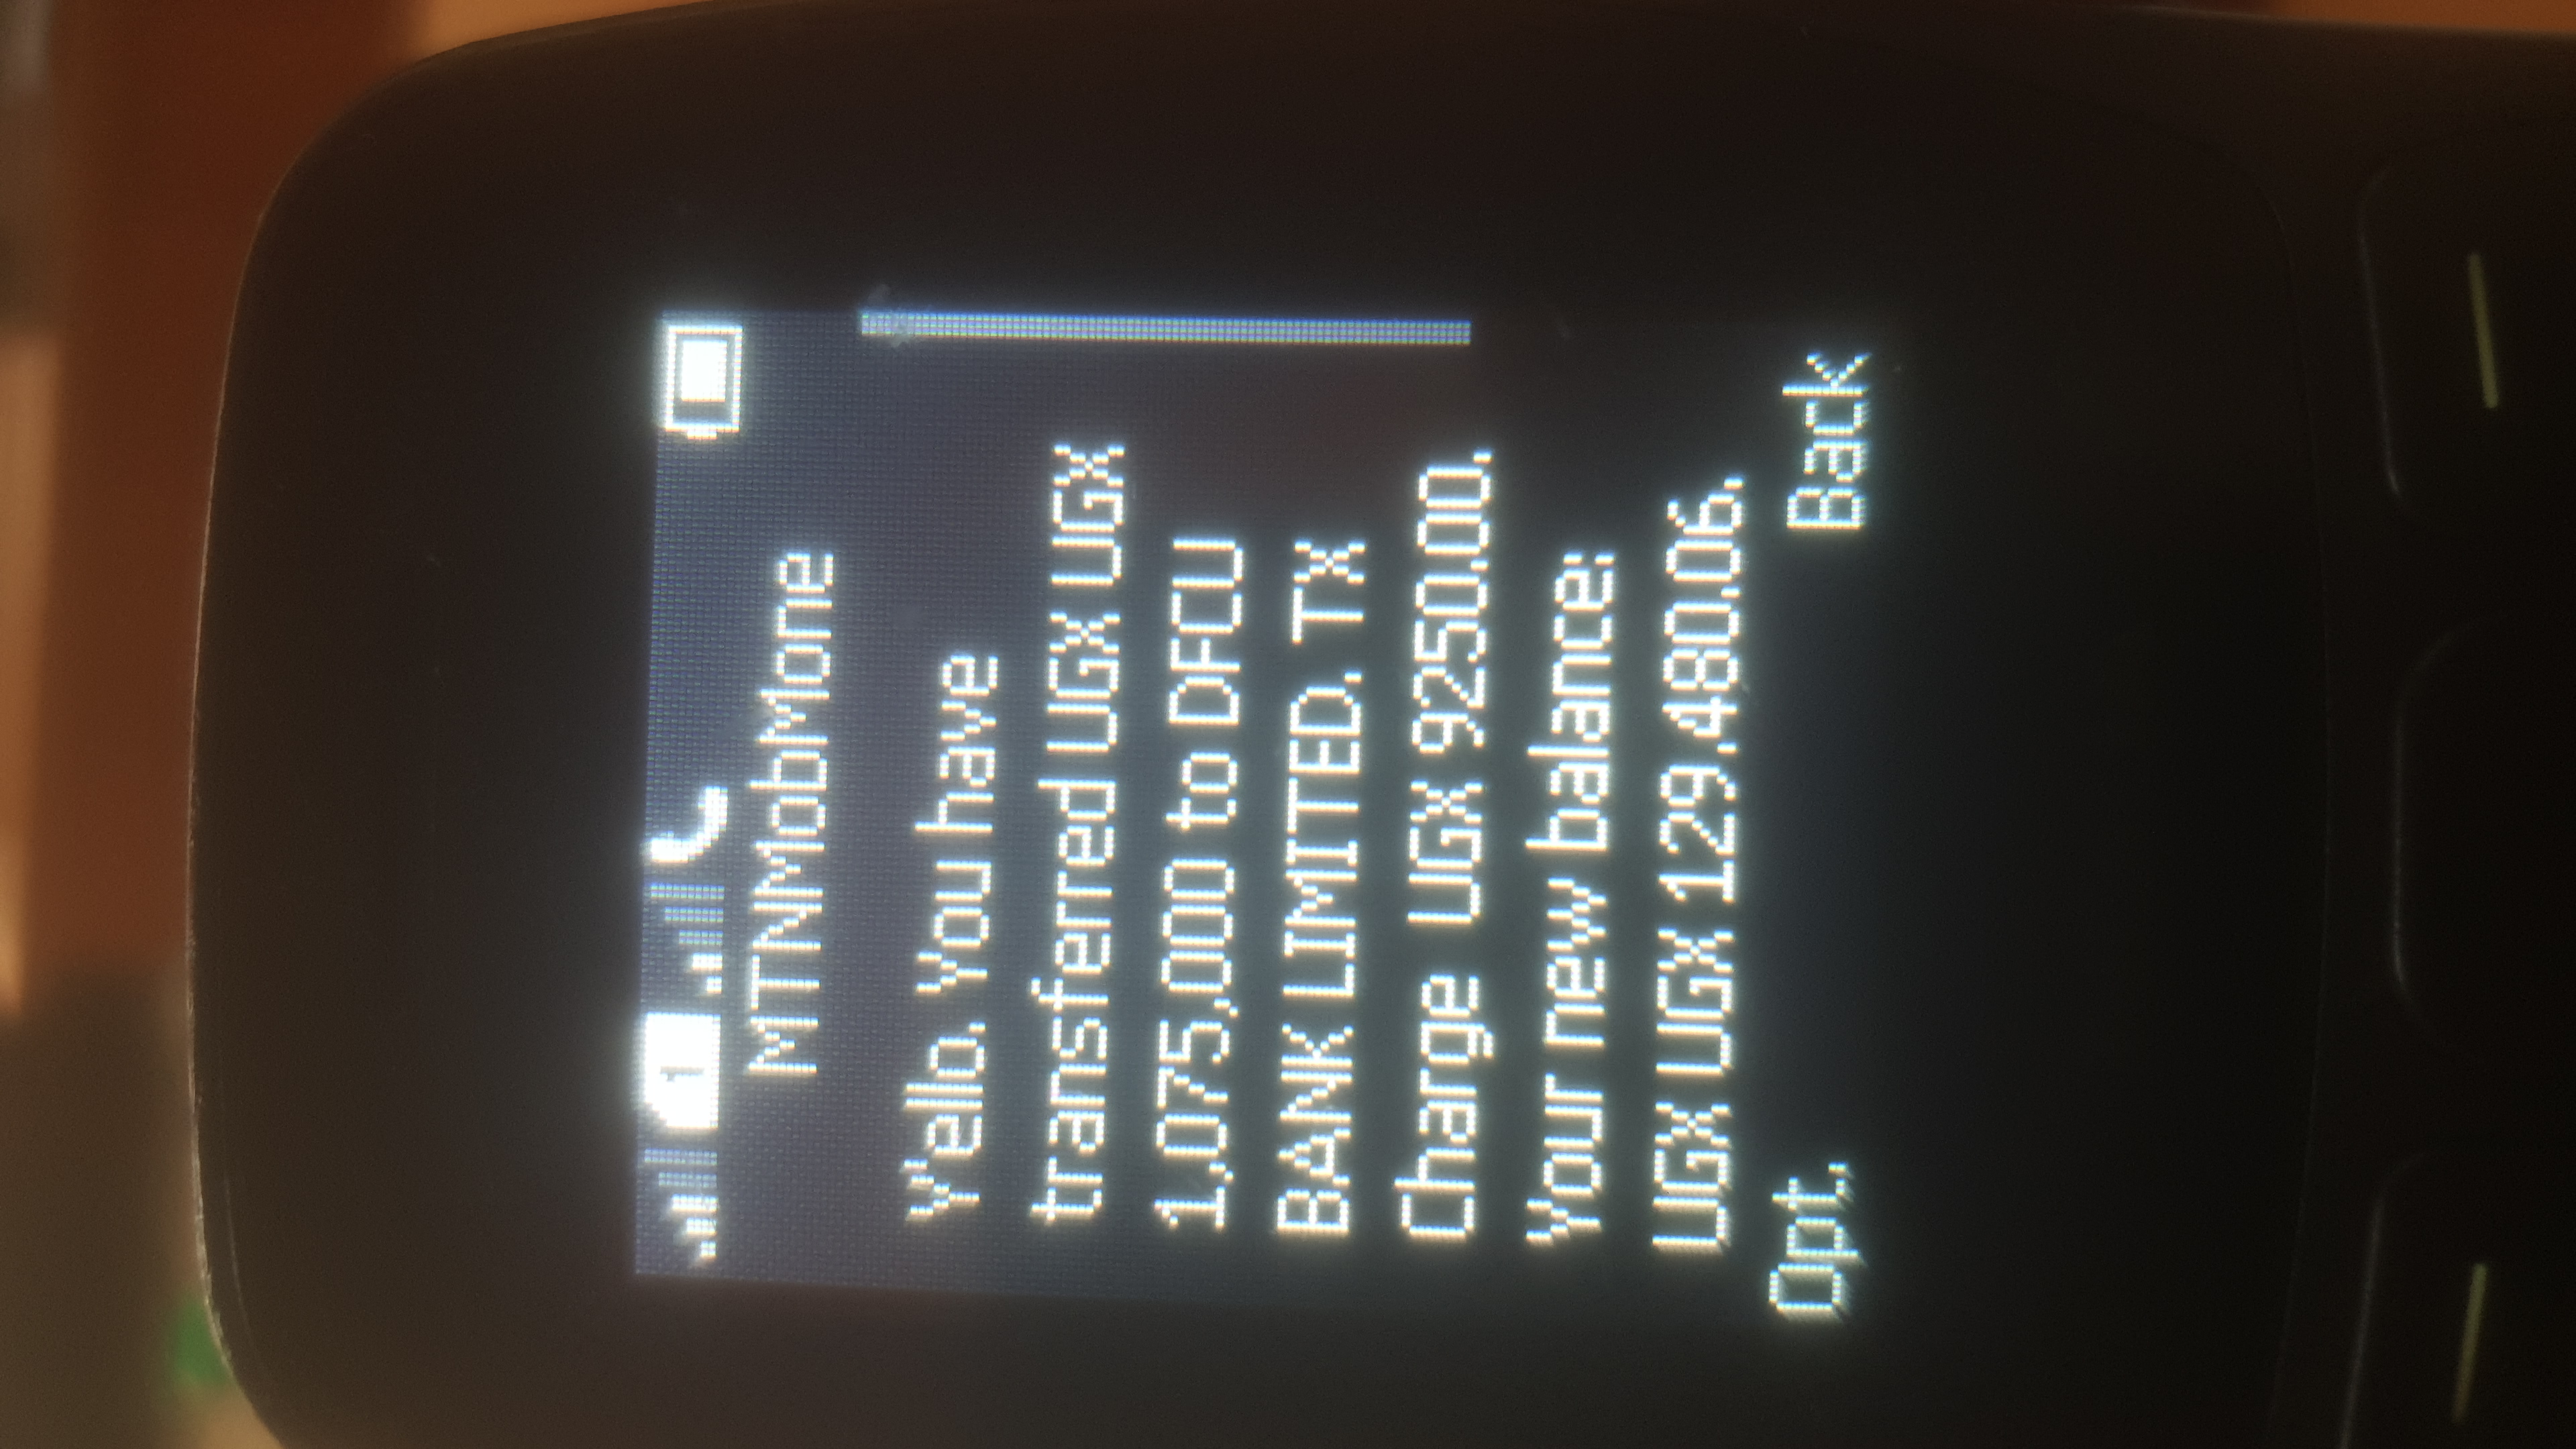 1
MTNMobMone
Y'ello. You have
transferred UGX UGX
1,075,000 to DFCU
BANK LIMITED. TX
Charge  UGX 9250.00.
Your new balance:
UGX UGX 129,480.06.
Opt.
Back